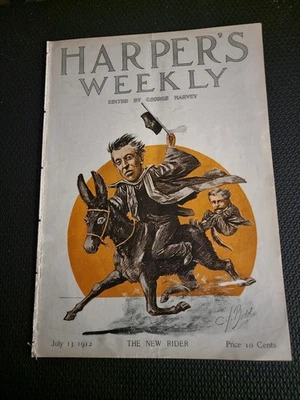 HARPER'S
WEEKLY
EDITED BY GEORGE HARVEY
July 13 1912 THE NEW RIDER Price 10 Cents